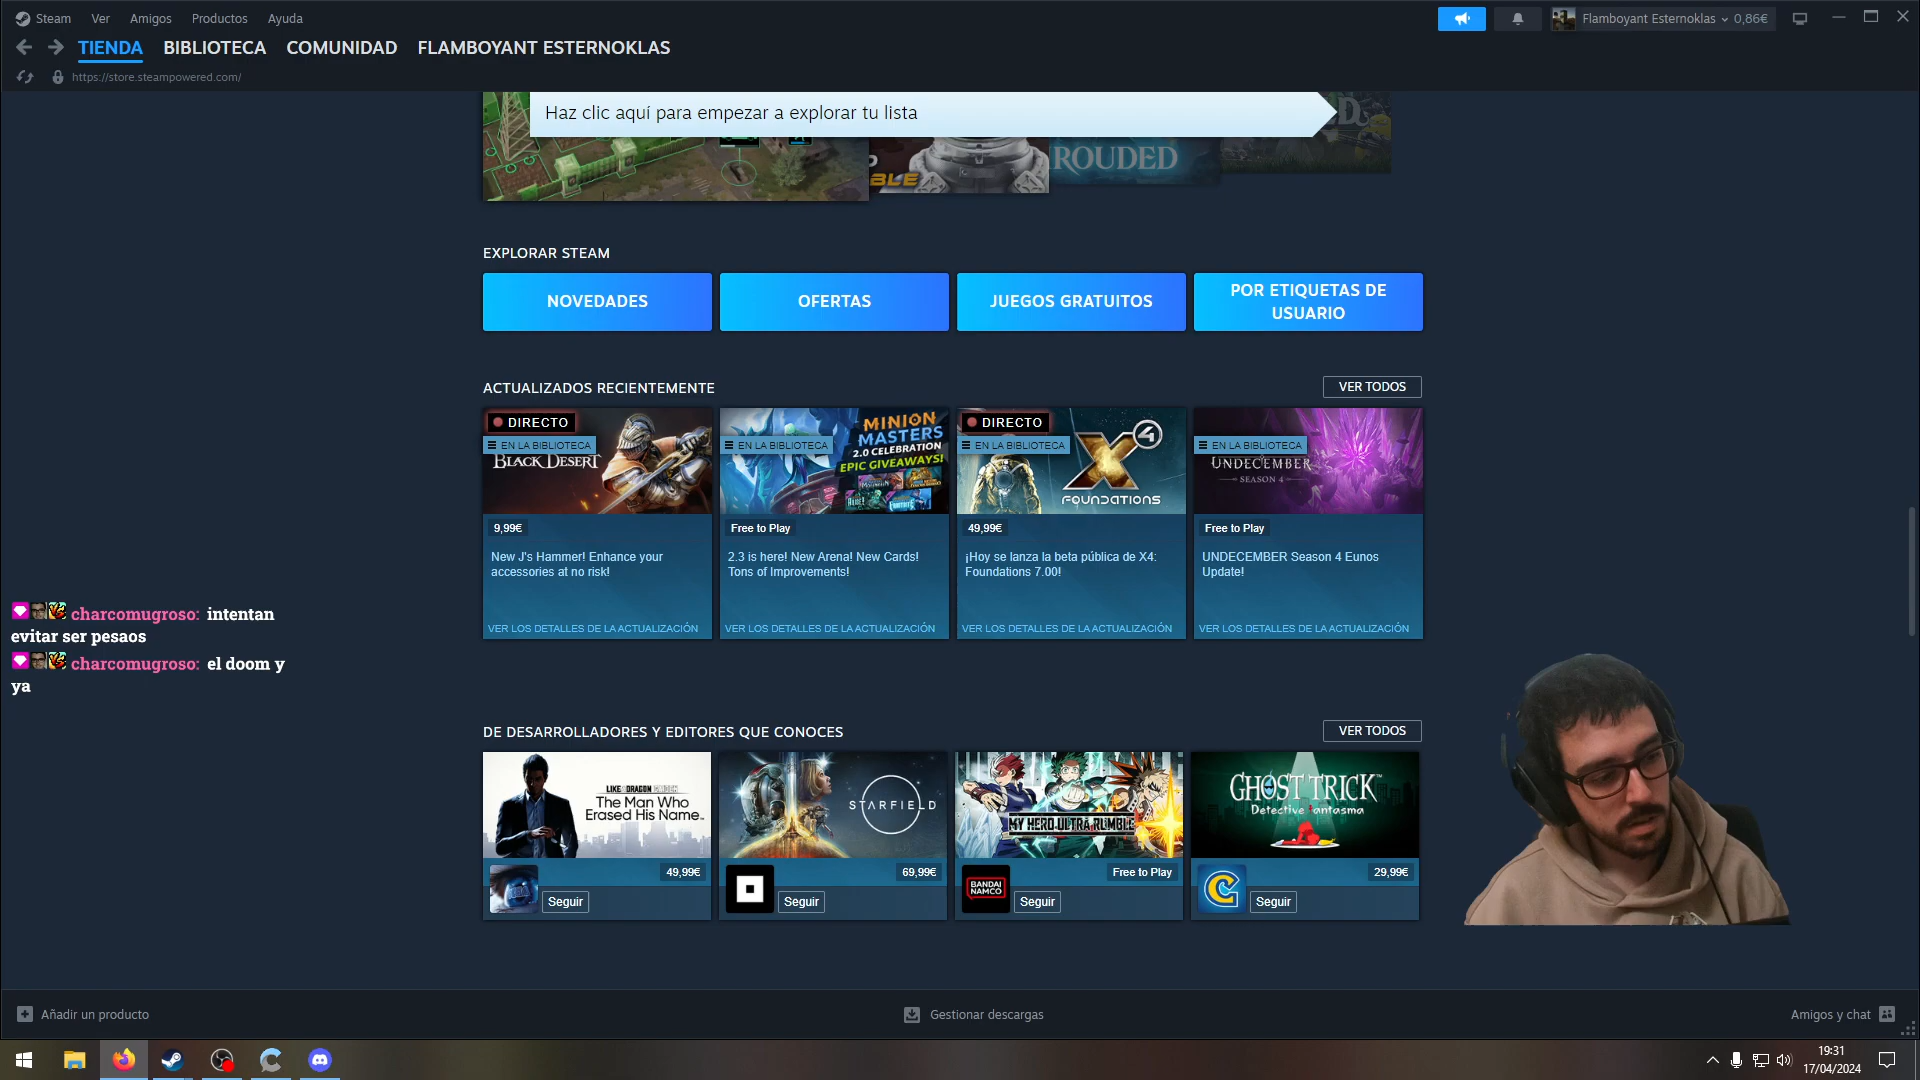 Steam Ver Amigos Productos Ayuda
Flamboyant Esternoklas 0,86€
TIENDA BIBLIOTECA COMUNIDAD FLAMBOYANT ESTERNOKLAS
https://store.steampowered.com/
Haz clic aquí para empezar a explorar tu lista
ROUDED
EXPLORAR STEAM
NOVEDADES
OFERTAS
JUEGOS GRATUITOS
POR ETIQUETAS DE
USUARIO
ACTUALIZADOS RECIENTEMENTE
VER TODOS
DIRECTO
EN LA BIBLIOTECA
BLACK DESERT
9,99€
New J's Hammer! Enhance your
accessories at no risk!
VER LOS DETALLES DE LA ACTUALIZACIÓN
EN LA BIBLIOTECA
MINION
MASTERS
2.0 CELEBRATION
EPIC GIVEAWAYS!
Free to Play
2.3 is here! New Arena! New Cards!
Tons of Improvements!
VER LOS DETALLES DE LA ACTUALIZACIÓN
DIRECTO
EN LA BIBLIOTECA
X4
FOUNDATIONS
49,99€
¡Hoy se lanza la beta pública de X4:
Foundations 7.00!
VER LOS DETALLES DE LA ACTUALIZACIÓN
EN LA BIBLIOTECA
UNDECEMBER
SEASON 4
Free to Play
UNDECEMBER Season 4 Eunos
Update!
VER LOS DETALLES DE LA ACTUALIZACIÓN
charcomugroso: intentan
evitar ser pesaos
charcomugroso: el doom y
ya
DE DESARROLLADORES Y EDITORES QUE CONOCES
VER TODOS
LIKE A DRAGON GAIDEN
The Man Who
Erased His Name
49,99€
Seguir
STARFIELD
69,99€
Seguir
MY HERO ULTRA RUMBLE
BANDAI
NAMCO
Free to Play
Seguir
GHOST TRICK
Detective Fantasma
29,99€
Seguir
Añadir un producto
Gestionar descargas
Amigos y chat
19:31
17/04/2024